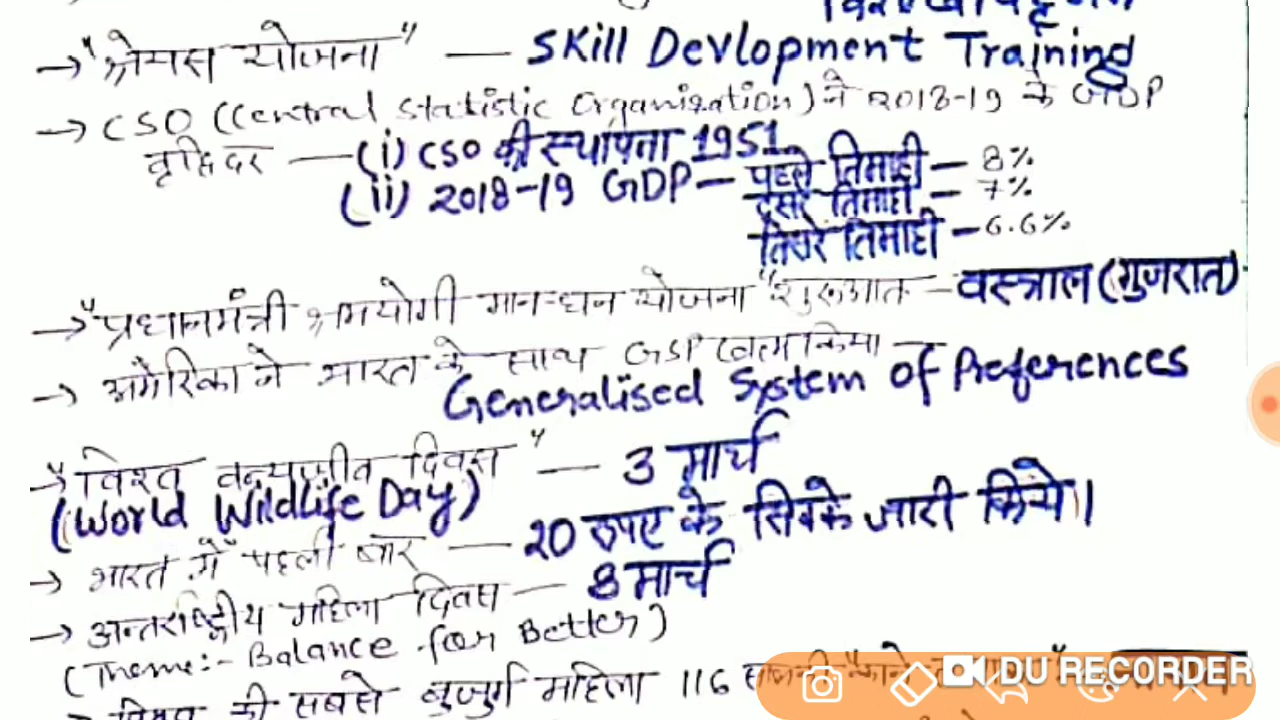 → "श्रेयस योजना" — Skill Devlopment Training
→ CSO (Central Statistic Organization) ने 2018-19 के GDP
वृद्धि दर — (i) CSO की स्थापना 1951
(ii) 2018-19 GDP — पहले तिमाही — 8%
दूसरे तिमाही — 7%
तिसरे तिमाही — 6.6%
→ "प्रधानमंत्री श्रमयोगी मान-धन योजना" शुरूआत — वस्त्राल (गुजरात)
→ अमेरिका ने भारत के साथ GSP खत्म किया —
Generalised System of Preferences
→ "विश्व वन्यजीव दिवस" — 3 मार्च
(World Wildlife Day)
→ भारत में पहली बार — 20 रुपए के सिक्के जारी किये।
→ अन्तराष्ट्रीय महिला दिवस — 8 मार्च
(Theme:- Balance for Better)
→ विश्व की सबसे बुजुर्ग महिला 116
DU RECORDER